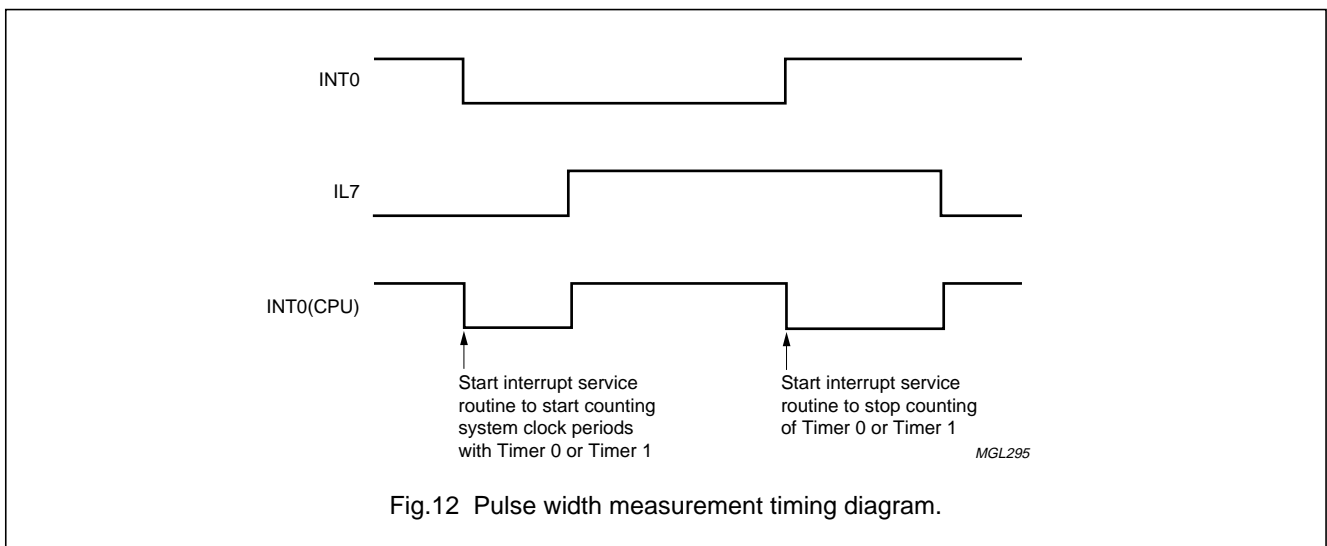 INT0
IL7
INT0(CPU)
Start interrupt service
routine to start counting
system clock periods
with Timer 0 or Timer 1
Start interrupt service
routine to stop counting
of Timer 0 or Timer 1
MGL295
Fig.12 Pulse width measurement timing diagram.